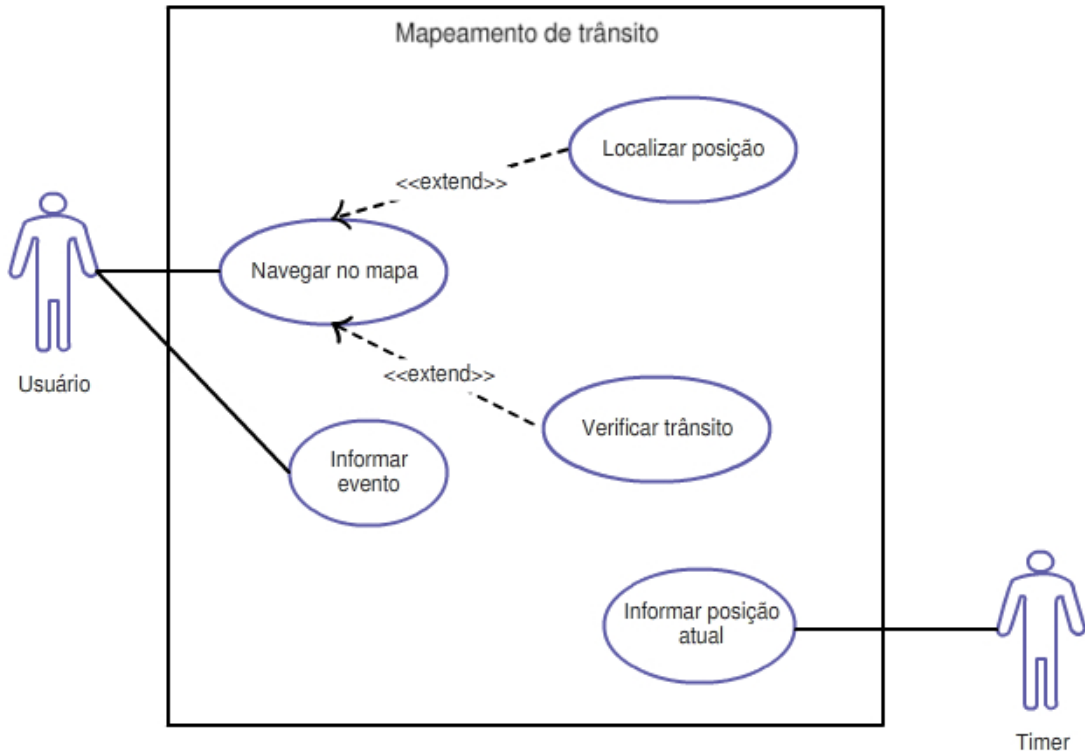 Mapeamento de trânsito
Localizar posição
<<extend>>
Navegar no mapa
<<extend>>
Usuário
Verificar trânsito
Informar
evento
Informar posição
atual
Timer